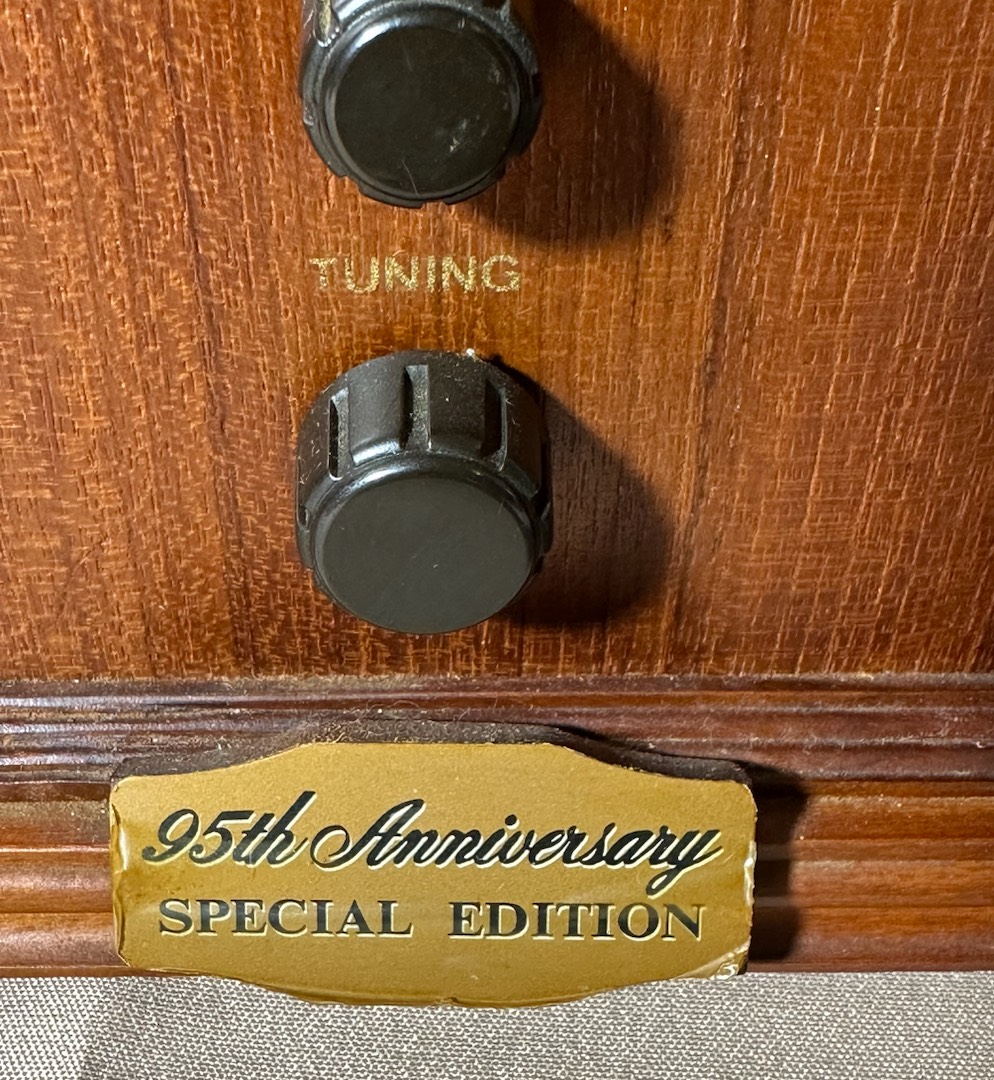 TUNING
95th Anniversary
SPECIAL EDITION